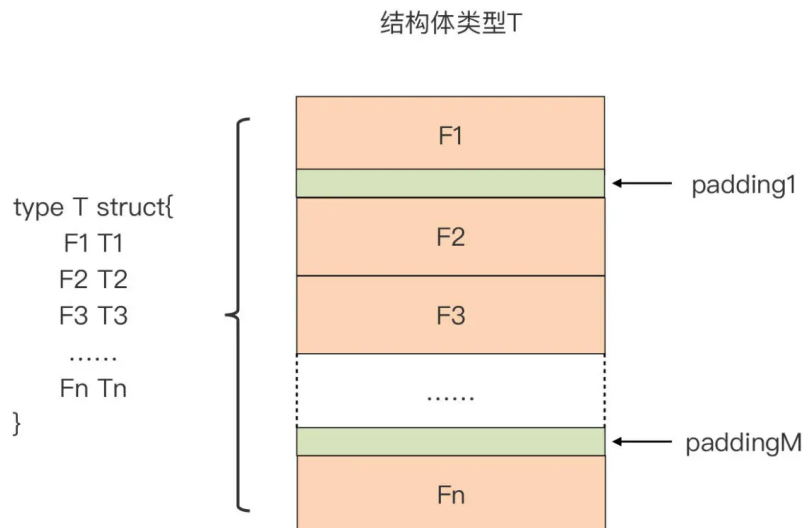 结构体类型T
type T struct{
F1 T1
F2 T2
F3 T3
……
Fn Tn
}
F1
padding1
F2
F3
……
paddingM
Fn